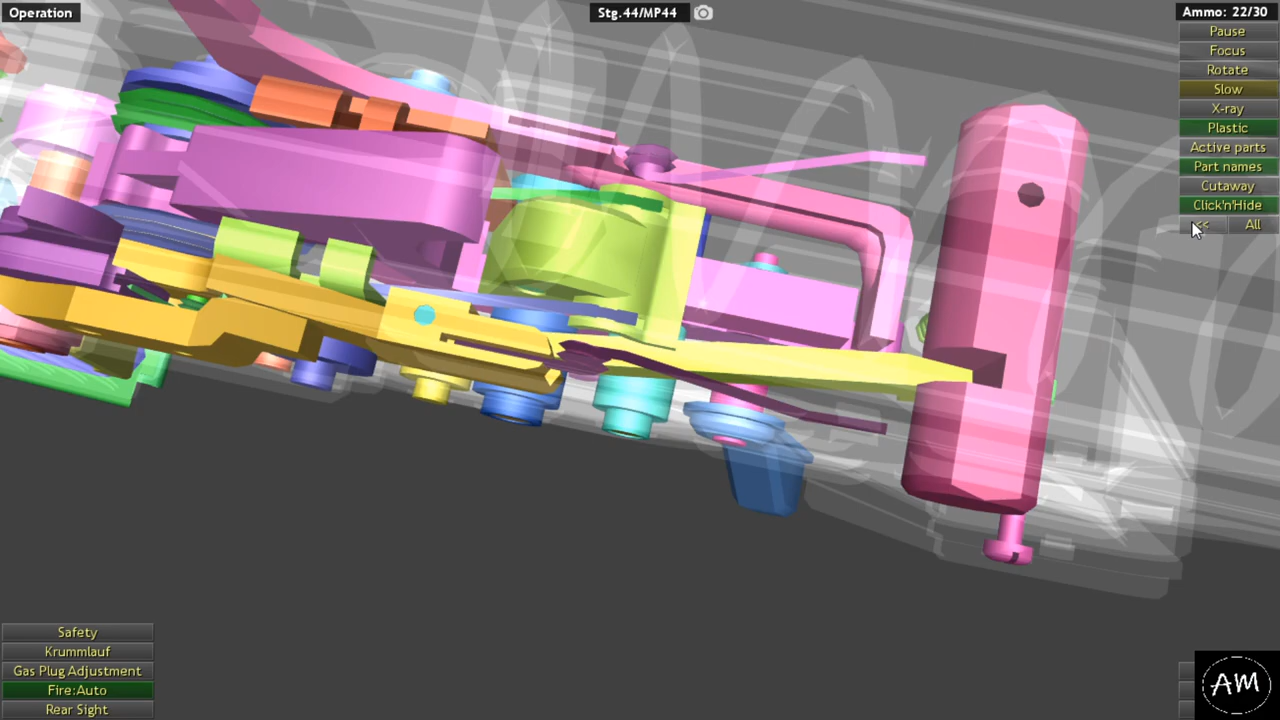 Operation
Stg.44/MP44
Ammo: 22/30
Pause
Focus
Rotate
Slow
X-ray
Plastic
Active parts
Part names
Cutaway
Click'n'Hide
<< All
Safety
Krummlauf
Gas Plug Adjustment
Fire:Auto
Rear Sight
AM